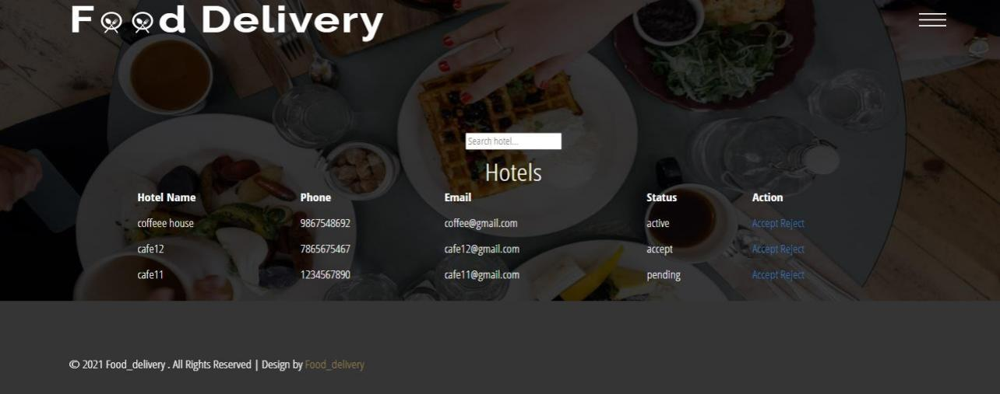 Food Delivery
Search hotel...
Hotels
Hotel Name Phone Email Status Action
coffeee house 9867548692 coffee@gmail.com active Accept Reject
cafe12 7865675467 cafe12@gmail.com accept Accept Reject
cafe11 1234567890 cafe11@gmail.com pending Accept Reject
© 2021 Food_delivery . All Rights Reserved | Design by Food_delivery